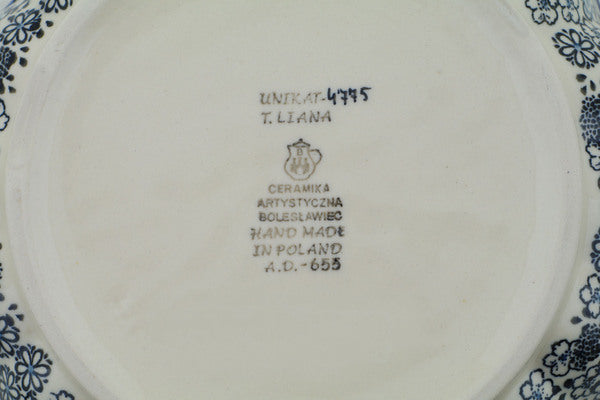 UNIKAT-4775
T. LIANA
B
CERAMIKA
ARTYSTYCZNA
BOLESŁAWIEC
HAND MADE
IN POLAND
A.D.-655